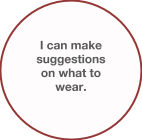 I can make
suggestions
on what to
wear.